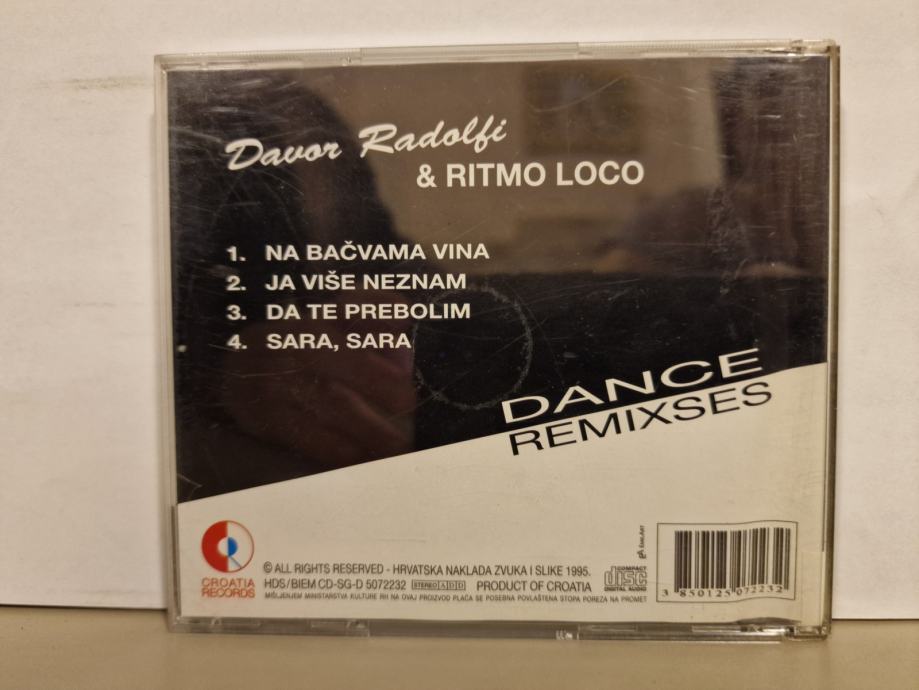 Davor Radolfi
& RITMO LOCO
1. NA BAČVAMA VINA
2. JA VIŠE NEZNAM
3. DA TE PREBOLIM
4. SARA, SARA
DANCE
REMIXSES
CROATIA
RECORDS
© ALL RIGHTS RESERVED - HRVATSKA NAKLADA ZVUKA I SLIKE 1995.
HDS/BIEM CD-SG-D 5072232 STEREO ADD PRODUCT OF CROATIA
MIŠLJENJEM MINISTARSTVA KULTURE RH NA OVAJ PROIZVOD PLAĆA SE POSEBNA POVLAŠTENA STOPA POREZA NA PROMET
COMPACT
disc
DIGITAL AUDIO
3 850125 072232